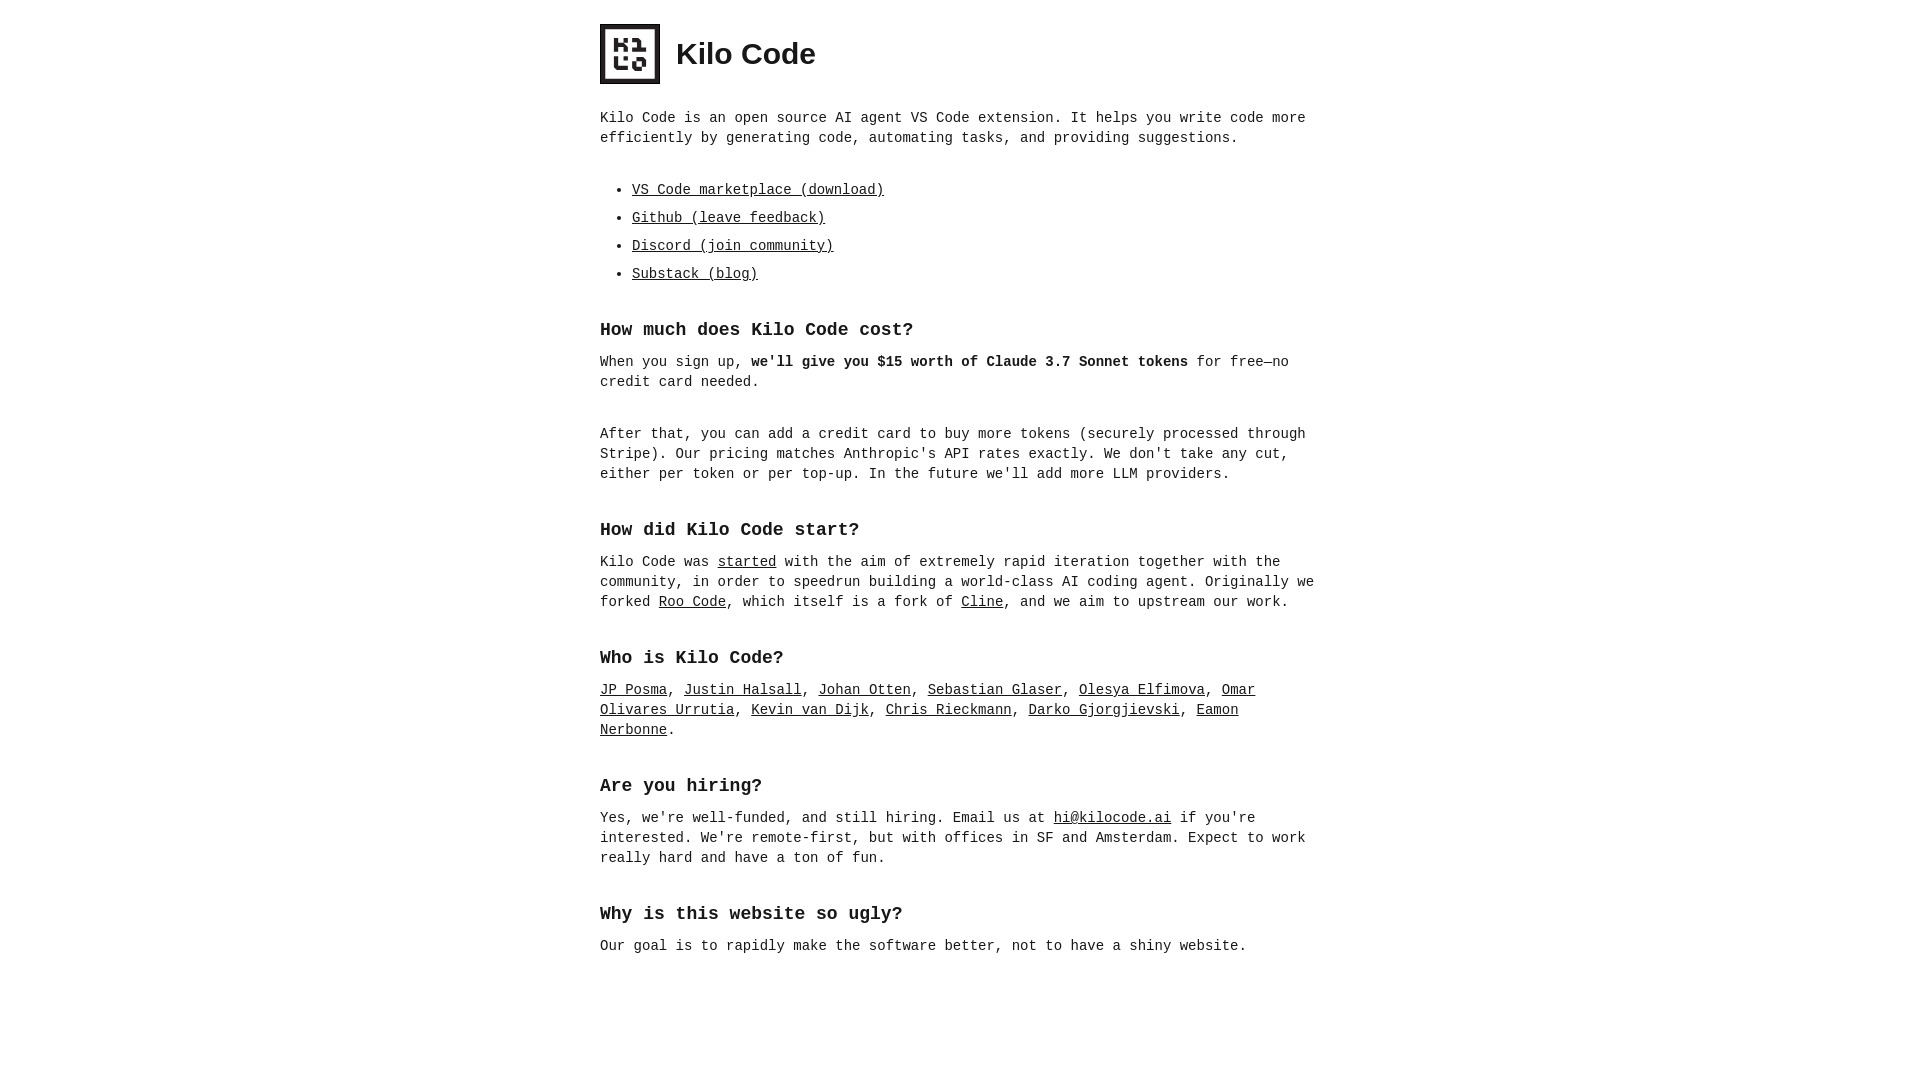 Kilo
Kilo Code
Kilo Code is an open source AI agent VS Code extension. It helps you write code more
efficiently by generating code, automating tasks, and providing suggestions.
• VS Code marketplace (download)
• Github (leave feedback)
• Discord (join community)
• Substack (blog)
How much does Kilo Code cost?
When you sign up, we'll give you $15 worth of Claude 3.7 Sonnet tokens for free—no
credit card needed.
After that, you can add a credit card to buy more tokens (securely processed through
Stripe). Our pricing matches Anthropic's API rates exactly. We don't take any cut,
either per token or per top-up. In the future we'll add more LLM providers.
How did Kilo Code start?
Kilo Code was started with the aim of extremely rapid iteration together with the
community, in order to speedrun building a world-class AI coding agent. Originally we
forked Roo Code, which itself is a fork of Cline, and we aim to upstream our work.
Who is Kilo Code?
JP Posma, Justin Halsall, Johan Otten, Sebastian Glaser, Olesya Elfimova, Omar
Olivares Urrutia, Kevin van Dijk, Chris Rieckmann, Darko Gjorgjievski, Eamon
Nerbonne.
Are you hiring?
Yes, we're well-funded, and still hiring. Email us at hi@kilocode.ai if you're
interested. We're remote-first, but with offices in SF and Amsterdam. Expect to work
really hard and have a ton of fun.
Why is this website so ugly?
Our goal is to rapidly make the software better, not to have a shiny website.